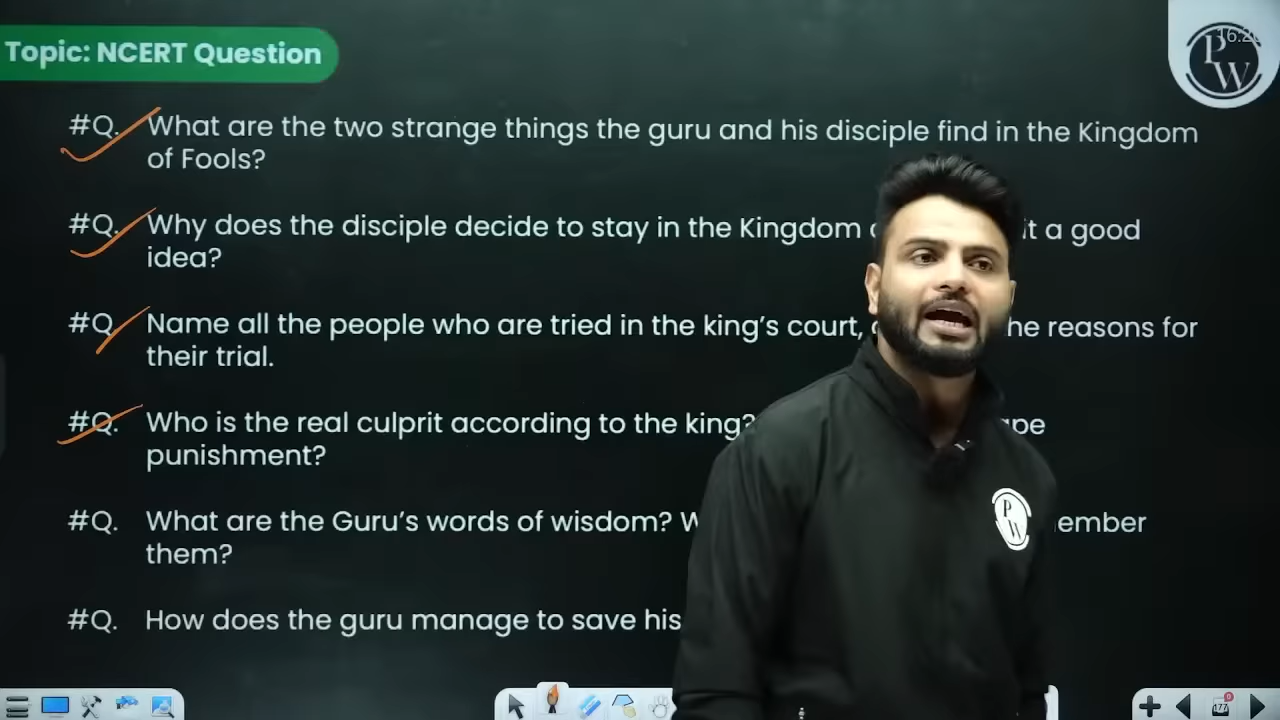 Topic: NCERT Question
PW
#Q. What are the two strange things the guru and his disciple find in the Kingdom
of Fools?
#Q. Why does the disciple decide to stay in the Kingdom it a good
idea?
#Q. Name all the people who are tried in the king's court, he reasons for
their trial.
#Q. Who is the real culprit according to the king? ape
punishment?
#Q. What are the Guru's words of wisdom? W ember
them?
#Q. How does the guru manage to save his
PW
177